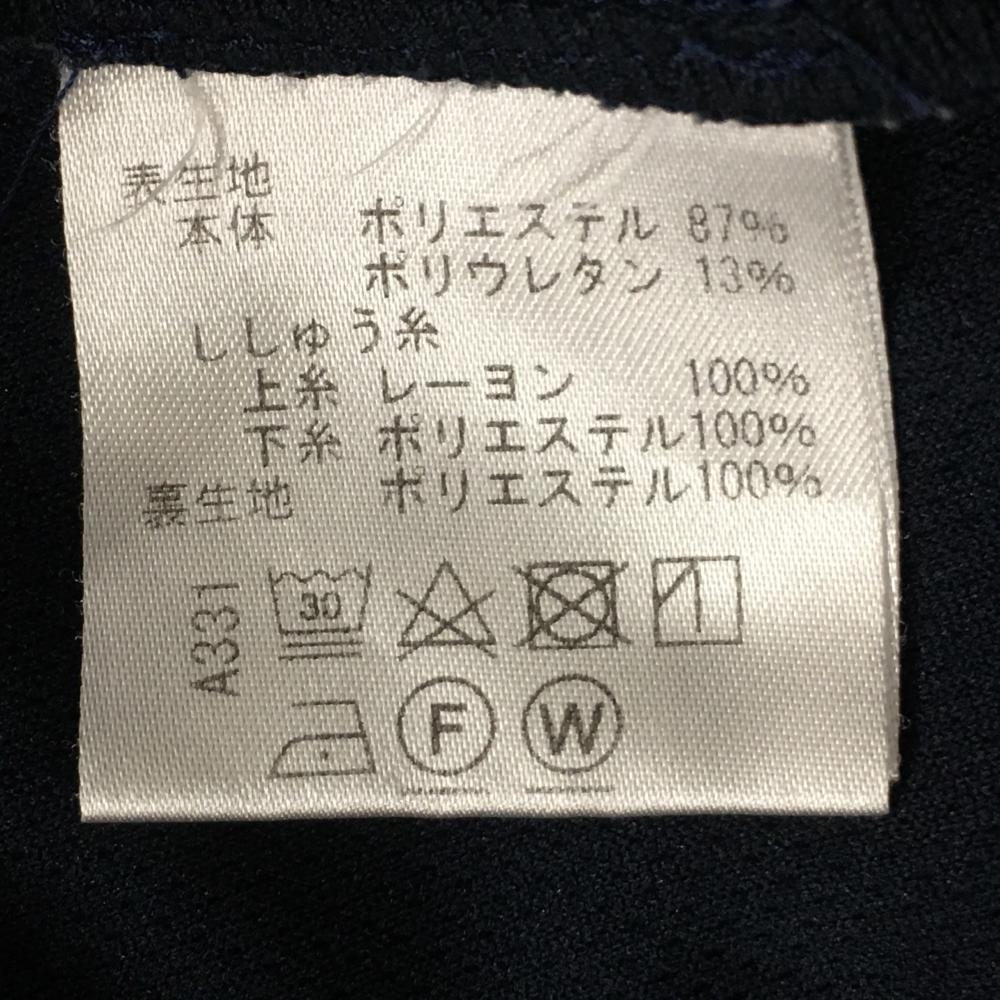 表生地
本体 ポリエステル 87%
ポリウレタン 13%
ししゅう糸
上糸 レーヨン 100%
下糸 ポリエステル100%
裏生地 ポリエステル100%
A331
30
F W